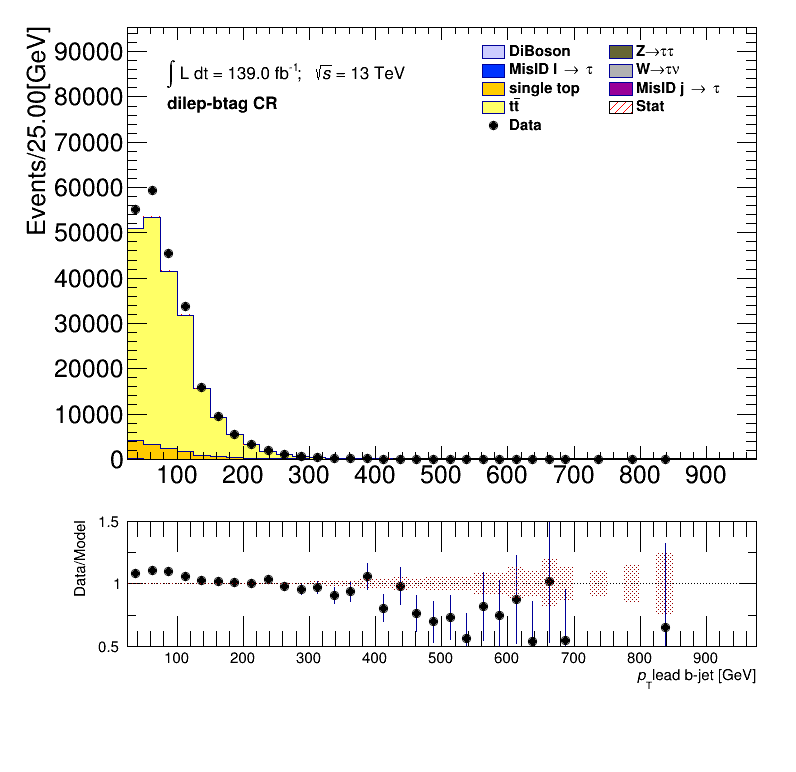 Events/25.00[GeV]
90000
80000
70000
60000
50000
40000
30000
20000
10000
0
∫ L dt = 139.0 fb⁻¹; √s = 13 TeV
dilep-btag CR
DiBoson
MisID l → τ
single top
tt̄
Data
Z→ττ
W→τν
MisID j → τ
Stat
100 200 300 400 500 600 700 800 900
Data/Model
1.5
1
0.5
100 200 300 400 500 600 700 800 900
p_T lead b-jet [GeV]